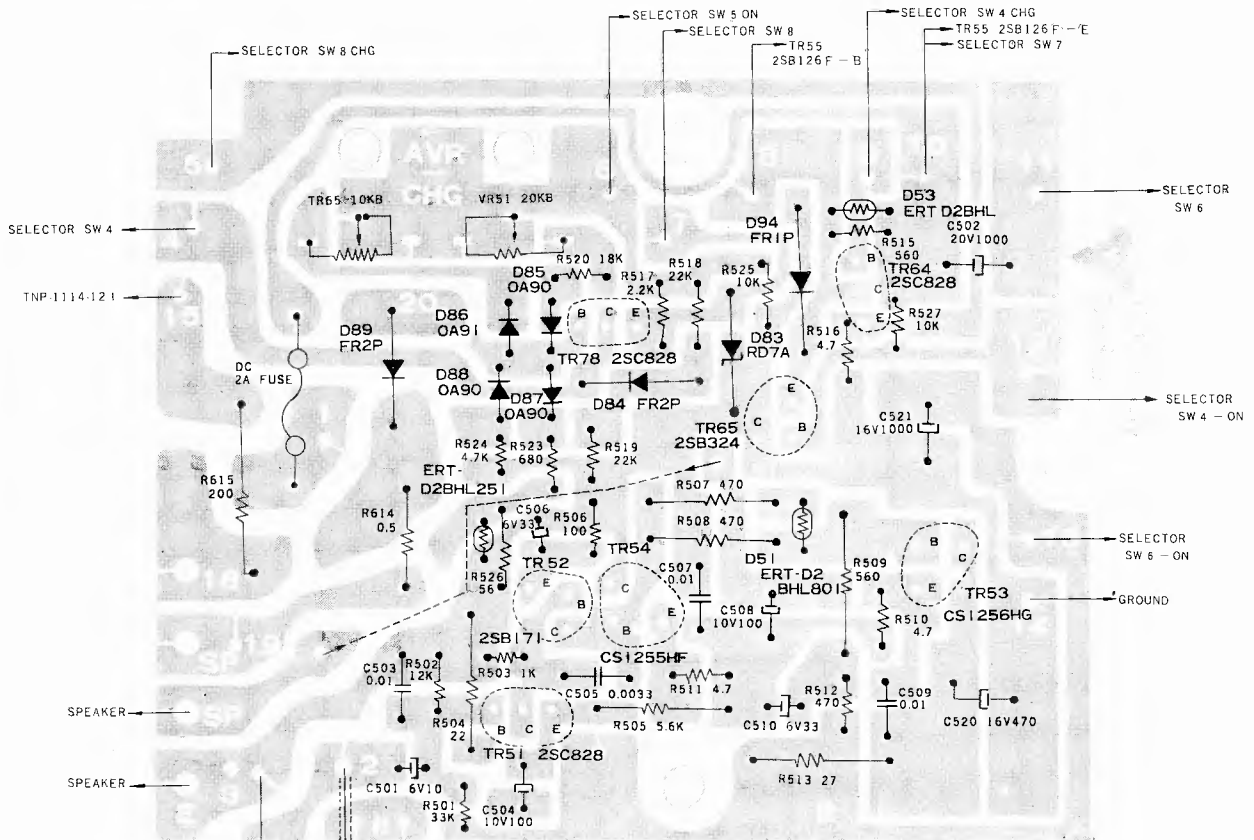 SELECTOR SW 5 ON
SELECTOR SW 4 CHG
SELECTOR SW 8
TR55 2SB126F-E
SELECTOR SW 8 CHG
TR55
2SB126F-B
SELECTOR SW7
AVR
CHG
SELECTOR SW 4
TNP-1114-121
TR65 10KB
VR51 20KB
D53
ERT D2BHL
SELECTOR
SW 6
C502
20V1000
D94
FR1P
R515
560
TR64
2SC828
B
C
E
R520 18K
R518
22K
R517
2.2K
R525
10K
D85
OA90
D86
OA91
B C E
TR78 2SC828
D83
RD7A
R516
4.7
R527
10K
D89
FR2P
DC
2A FUSE
D88
OA90
D87
OA90
D84 FR2P
E
C
B
TR65
2SB324
C521
16V1000
SELECTOR
SW 4-ON
R524
4.7K
R523
680
R519
22K
ERT-
D2BHL251
R615
200
R614
0.5
C506
6V33
R506
100
R507 470
R508 470
R526
56
TR52
E
B
C
2SB171
TR54
C
E
B
CS1255HF
C507
0.01
D51
ERT-D2
BHL801
C508
10V100
R509
560
R510
4.7
B
C
E
TR53
CS1256HG
SELECTOR
SW 6-ON
GROUND
C503
0.01
R502
12K
R503 1K
R504
22
C505 0.0033
R511 4.7
R505 5.6K
R512
470
C509
0.01
C510 6V33
C520 16V470
SPEAKER
SP
B C E
TR51 2SC828
SPEAKER
C501 6V10
R501
33K
C504
10V100
R513 27